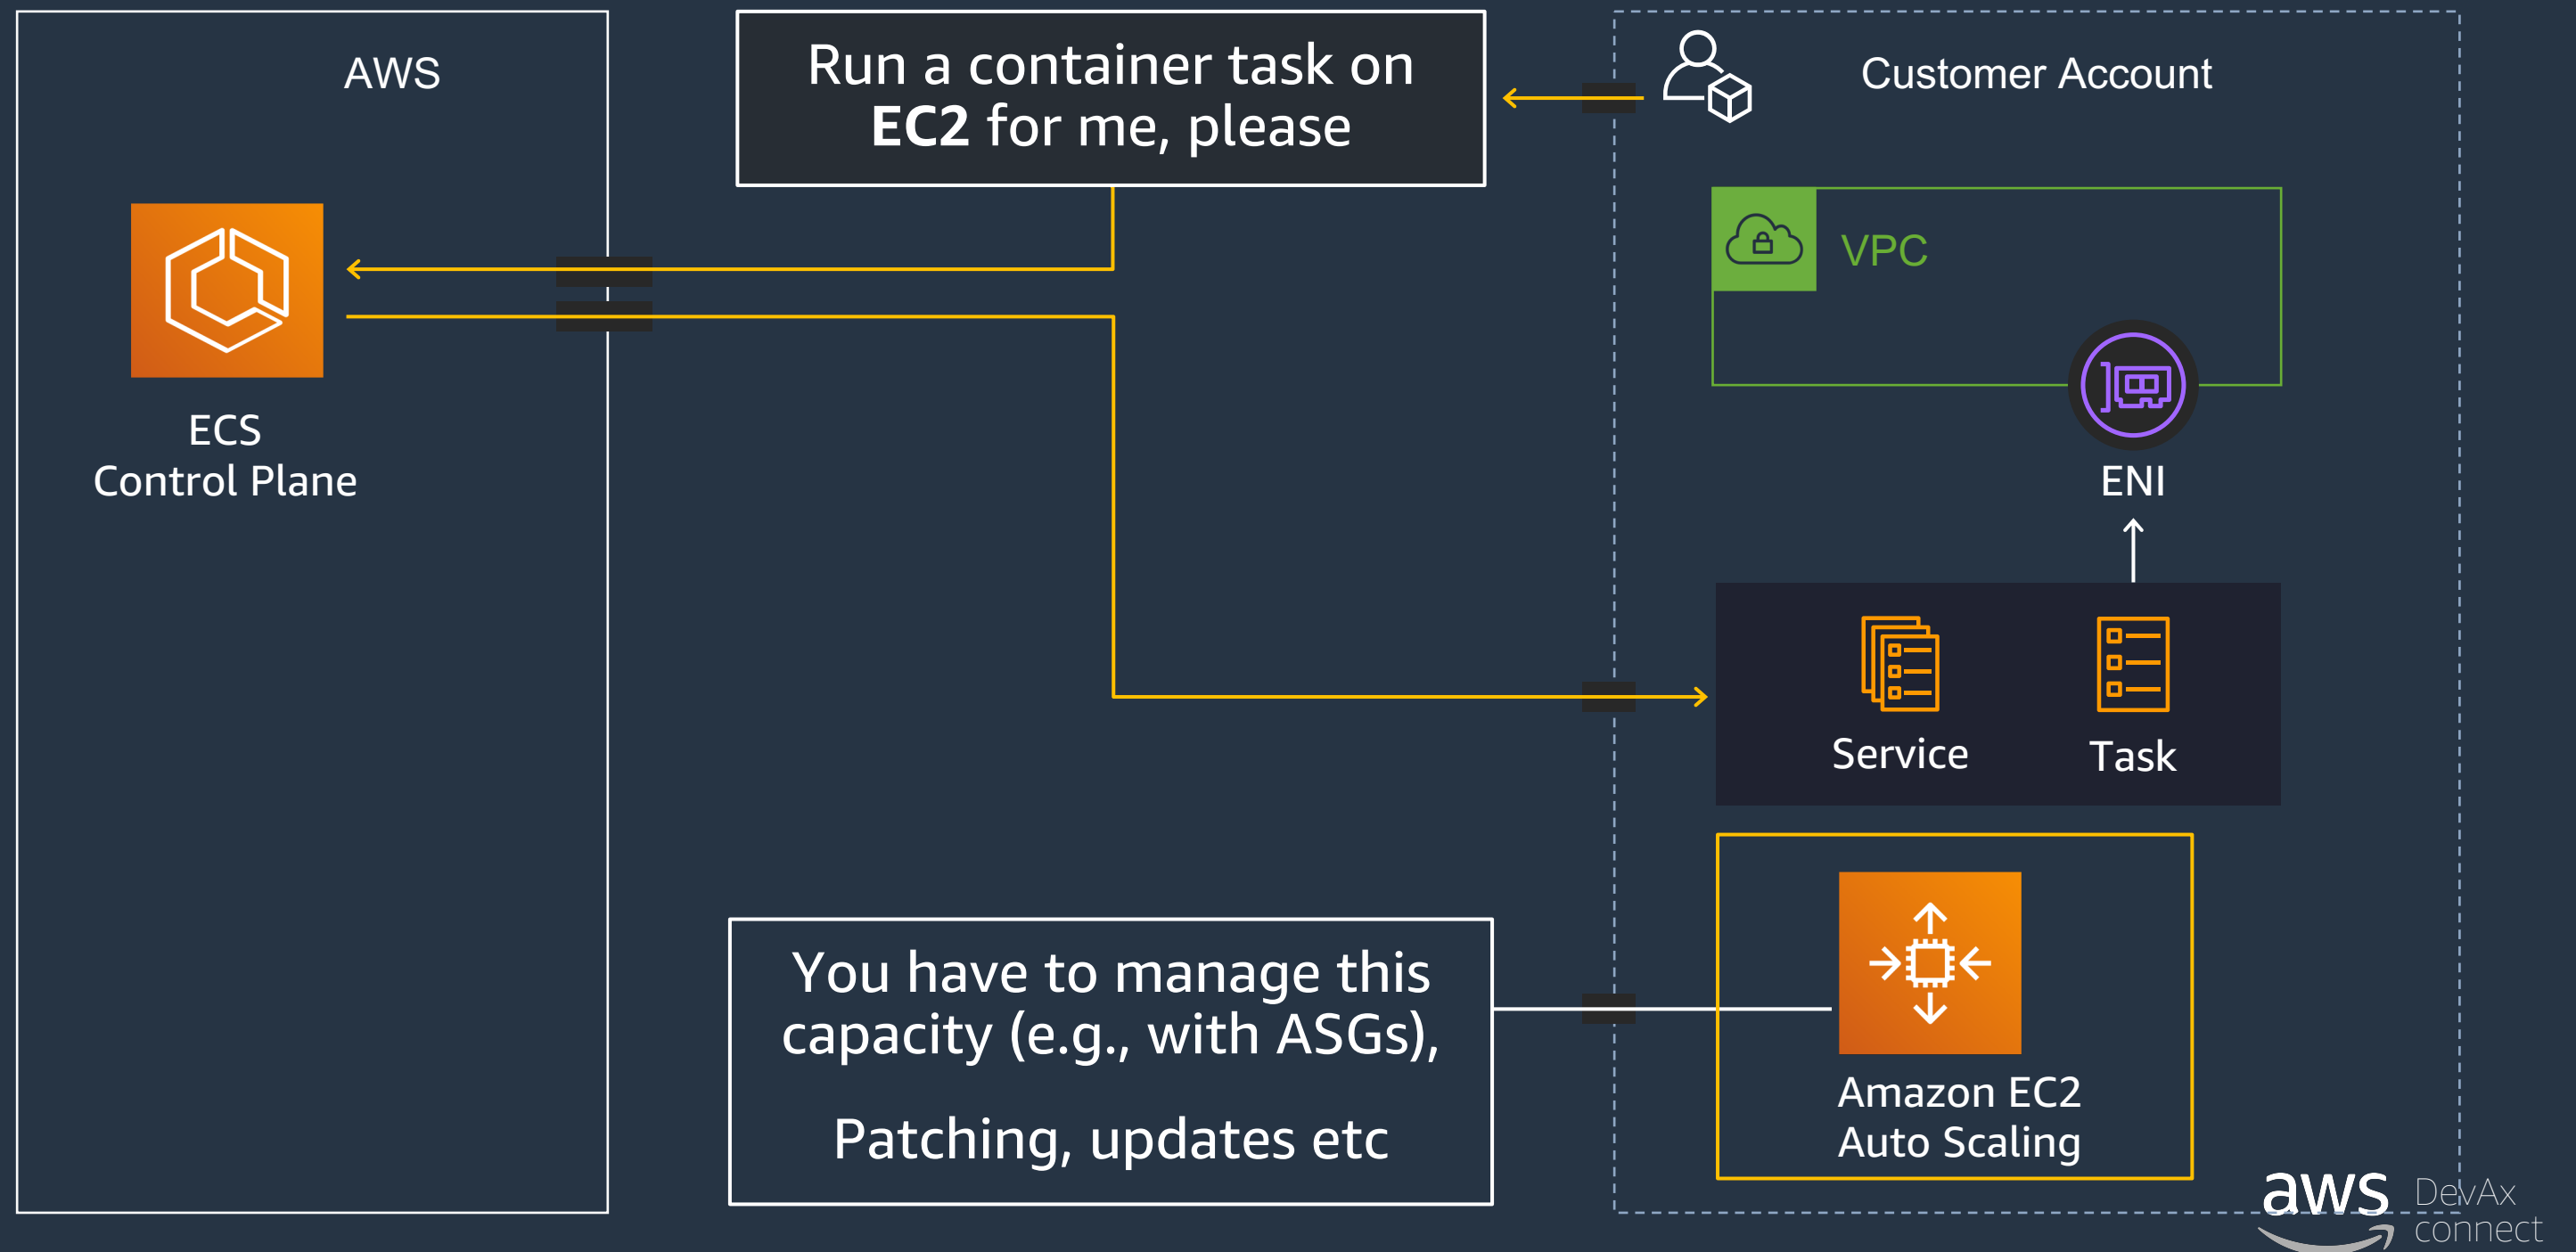 AWS
Run a container task on
EC2 for me, please
Customer Account
VPC
ECS
Control Plane
ENI
Service
Task
You have to manage this
capacity (e.g., with ASGs),
Patching, updates etc
Amazon EC2
Auto Scaling
aws
DevAx
connect